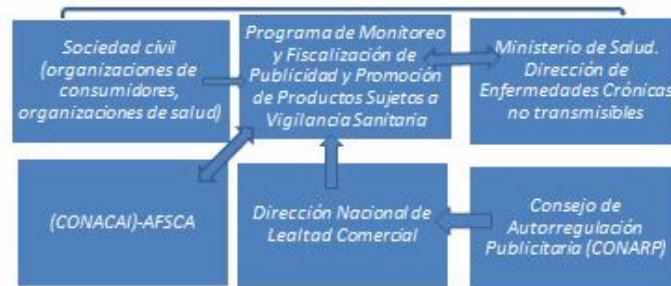 Sociedad civil
(organizaciones de
consumidores,
organizaciones de salud)
Programa de Monitoreo
y Fiscalización de
Publicidad y Promoción
de Productos Sujetos a
Vigilancia Sanitaria
Ministerio de Salud.
Dirección de
Enfermedades Crónicas
no transmisibles
(CONACAI)-AFSCA
Dirección Nacional de
Lealtad Comercial
Consejo de
Autorregulación
Publicitaria (CONARP)